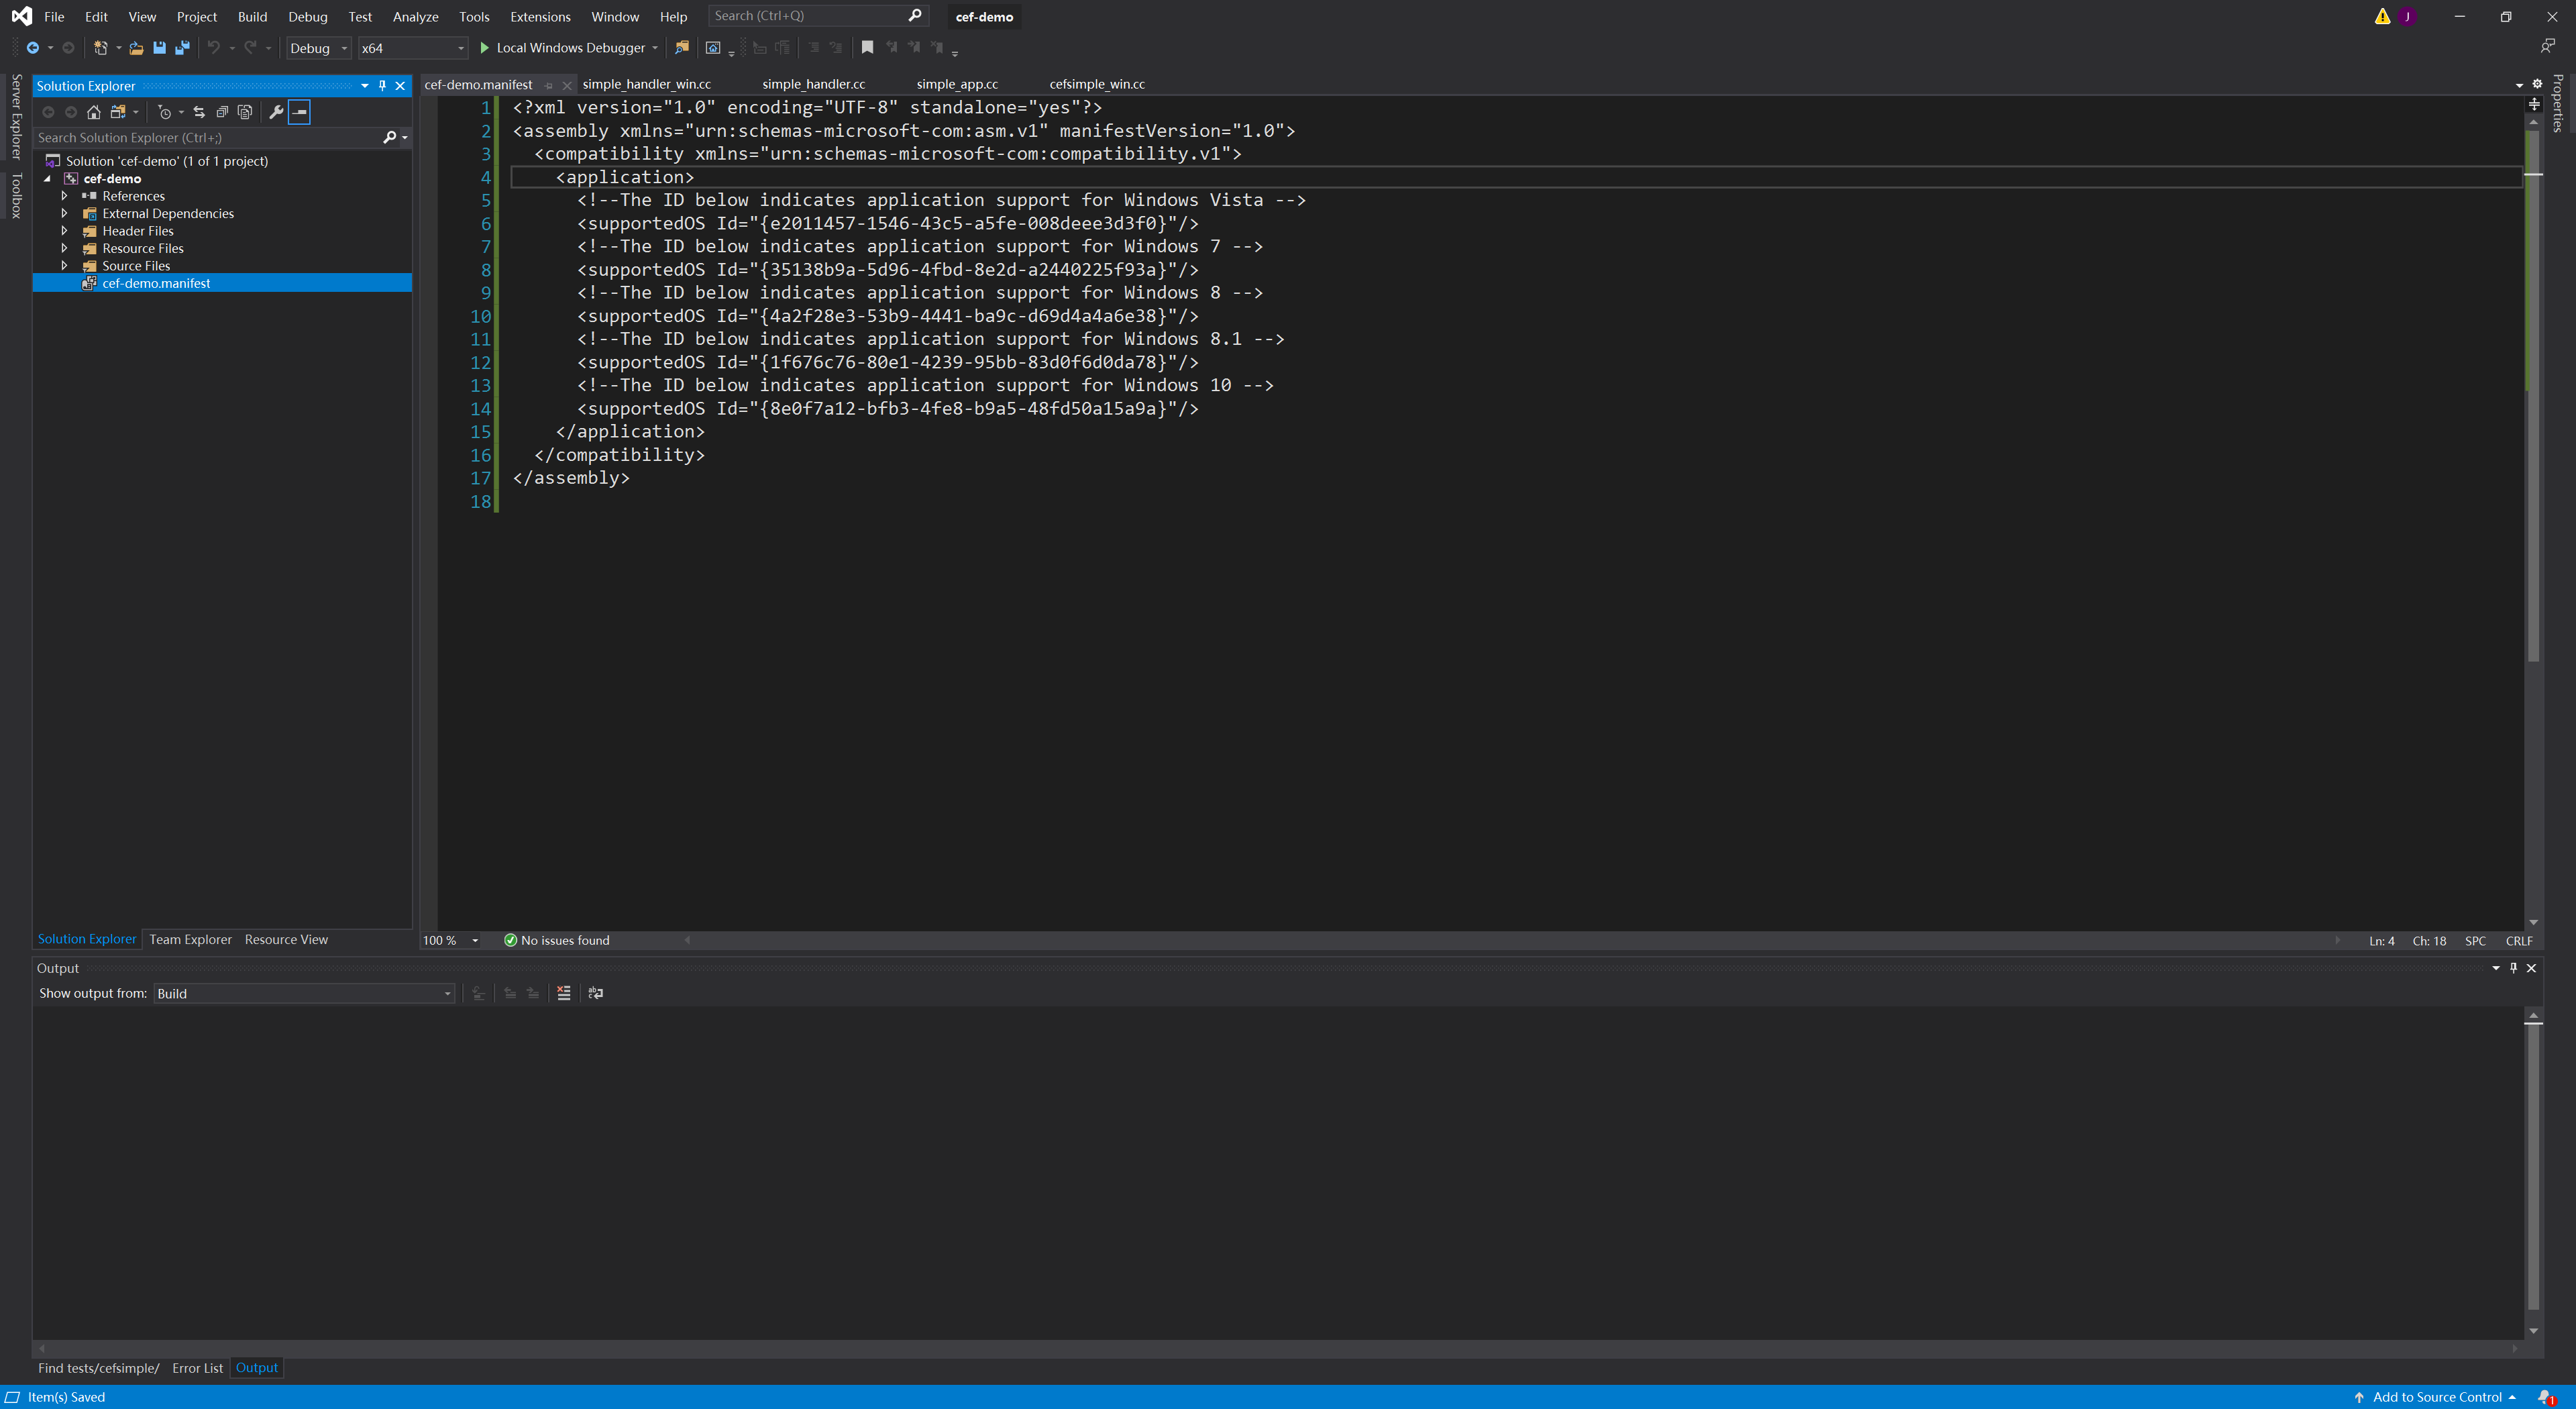 File Edit View Project Build Debug Test Analyze Tools Extensions Window Help Search (Ctrl+Q) cef-demo J
Debug x64 Local Windows Debugger
Server Explorer
Toolbox
Solution Explorer
Search Solution Explorer (Ctrl+;)
Solution 'cef-demo' (1 of 1 project)
cef-demo
References
External Dependencies
Header Files
Resource Files
Source Files
cef-demo.manifest
Solution Explorer Team Explorer Resource View
cef-demo.manifest simple_handler_win.cc simple_handler.cc simple_app.cc cefsimple_win.cc
1 <?xml version="1.0" encoding="UTF-8" standalone="yes"?>
2 <assembly xmlns="urn:schemas-microsoft-com:asm.v1" manifestVersion="1.0">
3 <compatibility xmlns="urn:schemas-microsoft-com:compatibility.v1">
4 <application>
5 <!--The ID below indicates application support for Windows Vista -->
6 <supportedOS Id="{e2011457-1546-43c5-a5fe-008deee3d3f0}"/>
7 <!--The ID below indicates application support for Windows 7 -->
8 <supportedOS Id="{35138b9a-5d96-4fbd-8e2d-a2440225f93a}"/>
9 <!--The ID below indicates application support for Windows 8 -->
10 <supportedOS Id="{4a2f28e3-53b9-4441-ba9c-d69d4a4a6e38}"/>
11 <!--The ID below indicates application support for Windows 8.1 -->
12 <supportedOS Id="{1f676c76-80e1-4239-95bb-83d0f6d0da78}"/>
13 <!--The ID below indicates application support for Windows 10 -->
14 <supportedOS Id="{8e0f7a12-bfb3-4fe8-b9a5-48fd50a15a9a}"/>
15 </application>
16 </compatibility>
17 </assembly>
18
100 % No issues found Ln: 4 Ch: 18 SPC CRLF
Properties
Output
Show output from: Build
Find tests/cefsimple/ Error List Output
Item(s) Saved Add to Source Control 1